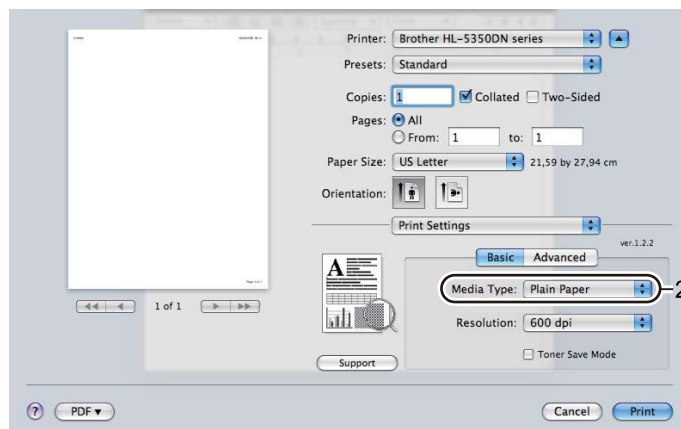 Printer: Brother HL-5350DN series
Presets: Standard
Copies: 1 Collated Two-Sided
Pages: All
From: 1 to: 1
Paper Size: US Letter 21,59 by 27,94 cm
Orientation:
Print Settings
ver.1.2.2
Basic Advanced
A
Media Type: Plain Paper 2
1 of 1
Resolution: 600 dpi
Toner Save Mode
Support
? PDF Cancel Print